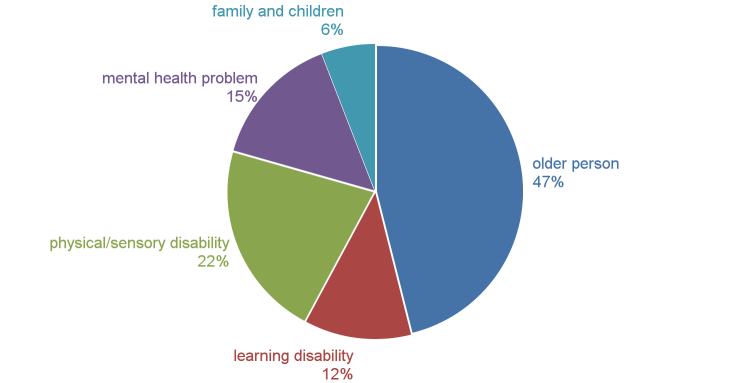 family and children
6%
mental health problem
15%
older person
47%
physical/sensory disability
22%
learning disability
12%